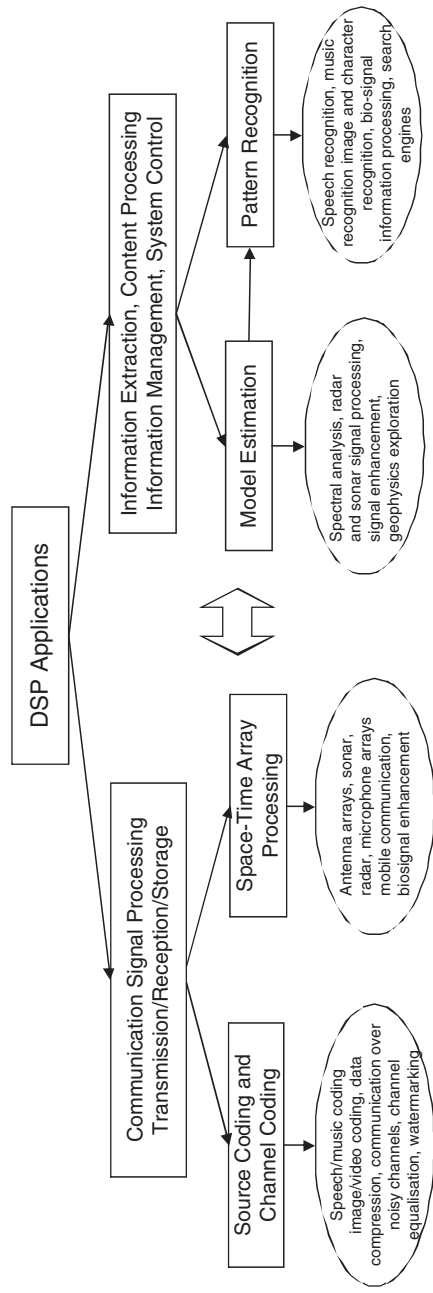 DSP Applications
Communication Signal Processing
Transmission/Reception/Storage
Information Extraction, Content Processing
Information Management, System Control
Source Coding and
Channel Coding
Space-Time Array
Processing
Model Estimation
Pattern Recognition
Speech/music coding
image/video coding, data
compression, communication over
noisy channels, channel
equalisation, watermarking
Antenna arrays, sonar,
radar, microphone arrays
mobile communication,
biosignal enhancement
Spectral analysis, radar
and sonar signal processing,
signal enhancement,
geophysics exploration
Speech recognition, music
recognition image and character
recognition, bio-signal
information processing, search
engines